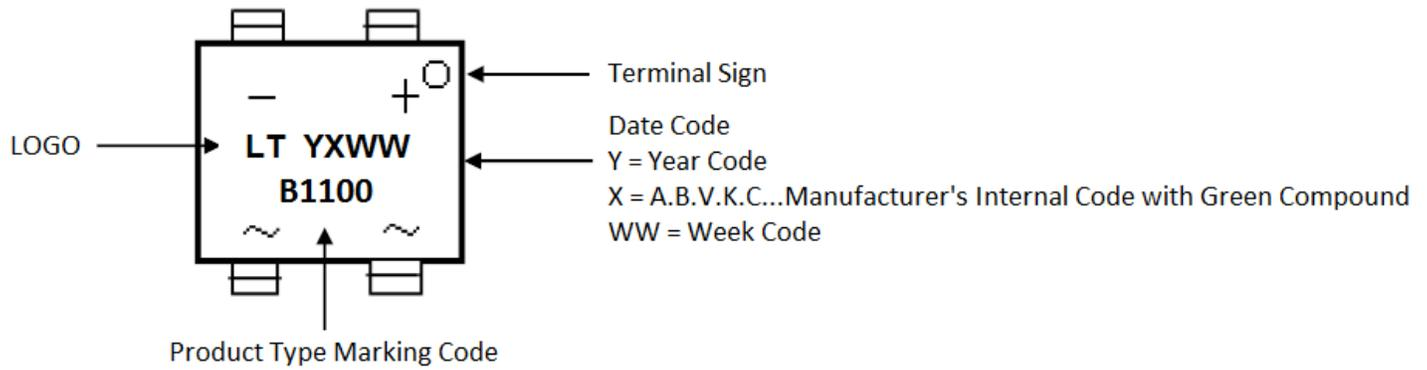 Terminal Sign
− +
LOGO
LT YXWW
B1100
~ ~
Date Code
Y = Year Code
X = A.B.V.K.C...Manufacturer's Internal Code with Green Compound
WW = Week Code
Product Type Marking Code